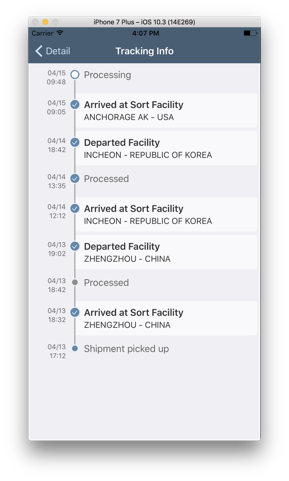 iPhone 7 Plus – iOS 10.3 (14E269)
Carrier 4:07 PM
Detail Tracking Info
04/15 Processing
09:48
04/15 Arrived at Sort Facility
09:05 ANCHORAGE AK - USA
04/14 Departed Facility
18:42 INCHEON - REPUBLIC OF KOREA
04/14 Processed
13:35
04/14 Arrived at Sort Facility
12:12 INCHEON - REPUBLIC OF KOREA
04/13 Departed Facility
19:02 ZHENGZHOU - CHINA
04/13 Processed
18:42
04/13 Arrived at Sort Facility
18:32 ZHENGZHOU - CHINA
04/13 Shipment picked up
17:12